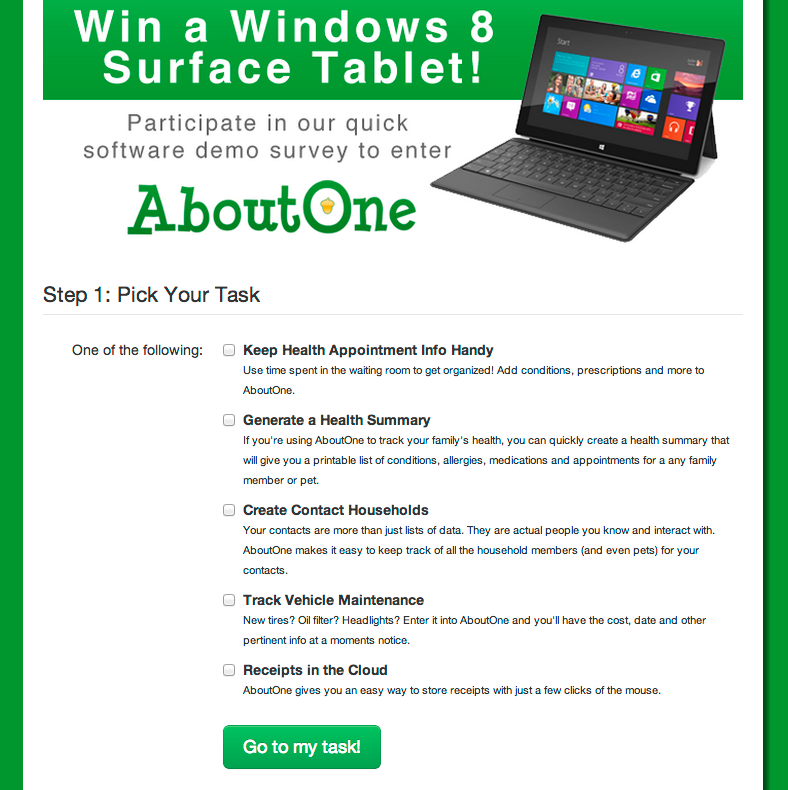 Win a Windows 8
Surface Tablet!
Start
Participate in our quick
software demo survey to enter
AboutOne
Step 1: Pick Your Task
One of the following:
Keep Health Appointment Info Handy
Use time spent in the waiting room to get organized! Add conditions, prescriptions and more to
AboutOne.
Generate a Health Summary
If you're using AboutOne to track your family's health, you can quickly create a health summary that
will give you a printable list of conditions, allergies, medications and appointments for a any family
member or pet.
Create Contact Households
Your contacts are more than just lists of data. They are actual people you know and interact with.
AboutOne makes it easy to keep track of all the household members (and even pets) for your
contacts.
Track Vehicle Maintenance
New tires? Oil filter? Headlights? Enter it into AboutOne and you'll have the cost, date and other
pertinent info at a moments notice.
Receipts in the Cloud
AboutOne gives you an easy way to store receipts with just a few clicks of the mouse.
Go to my task!